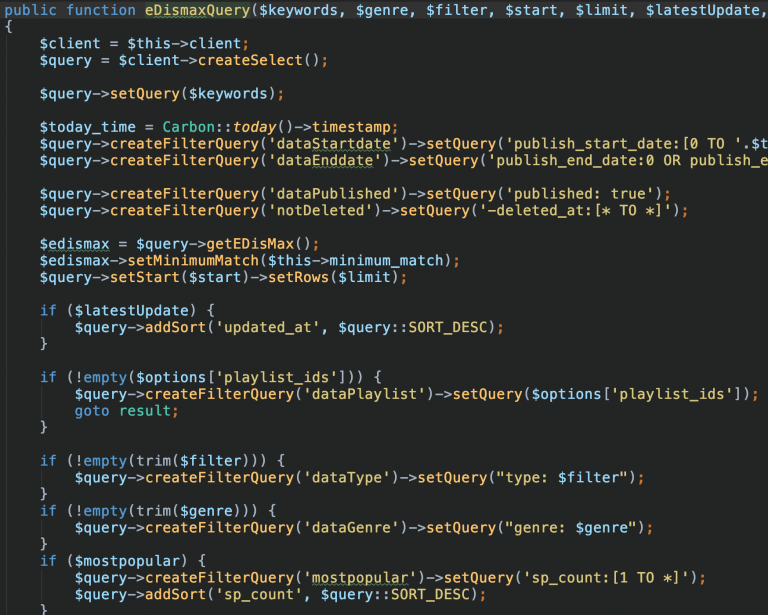 public function eDismaxQuery($keywords, $genre, $filter, $start, $limit, $latestUpdate,
{
$client = $this->client;
$query = $client->createSelect();
$query->setQuery($keywords);
$today_time = Carbon::today()->timestamp;
$query->createFilterQuery('dataStartdate')->setQuery('publish_start_date:[0 TO '.$t
$query->createFilterQuery('dataEnddate')->setQuery('publish_end_date:0 OR publish_e
$query->createFilterQuery('dataPublished')->setQuery('published: true');
$query->createFilterQuery('notDeleted')->setQuery('-deleted_at:[* TO *]');
$edismax = $query->getEDisMax();
$edismax->setMinimumMatch($this->minimum_match);
$query->setStart($start)->setRows($limit);
if ($latestUpdate) {
$query->addSort('updated_at', $query::SORT_DESC);
}
if (!empty($options['playlist_ids'])) {
$query->createFilterQuery('dataPlaylist')->setQuery($options['playlist_ids']);
goto result;
}
if (!empty(trim($filter))) {
$query->createFilterQuery('dataType')->setQuery("type: $filter");
}
if (!empty(trim($genre))) {
$query->createFilterQuery('dataGenre')->setQuery("genre: $genre");
}
if ($mostpopular) {
$query->createFilterQuery('mostpopular')->setQuery('sp_count:[1 TO *]');
$query->addSort('sp_count', $query::SORT_DESC);
}